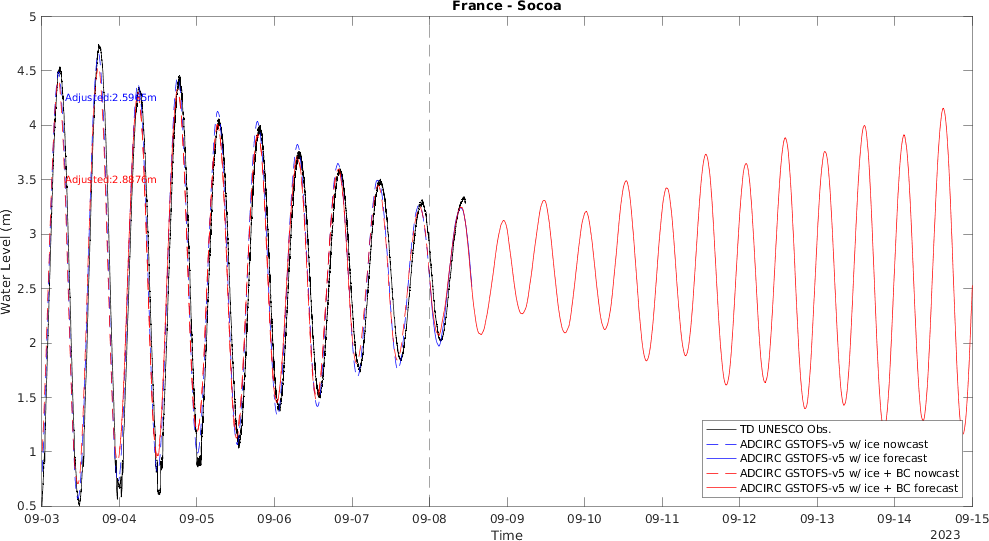 France - Socoa
5
4.5
4
3.5
3
2.5
2
1.5
1
0.5
Water Level (m)
Adjusted:2.5965m
Adjusted:2.8876m
TD UNESCO Obs.
ADCIRC GSTOFS-v5 w/ ice nowcast
ADCIRC GSTOFS-v5 w/ ice forecast
ADCIRC GSTOFS-v5 w/ ice + BC nowcast
ADCIRC GSTOFS-v5 w/ ice + BC forecast
09-03 09-04 09-05 09-06 09-07 09-08 09-09 09-10 09-11 09-12 09-13 09-14 09-15
Time
2023